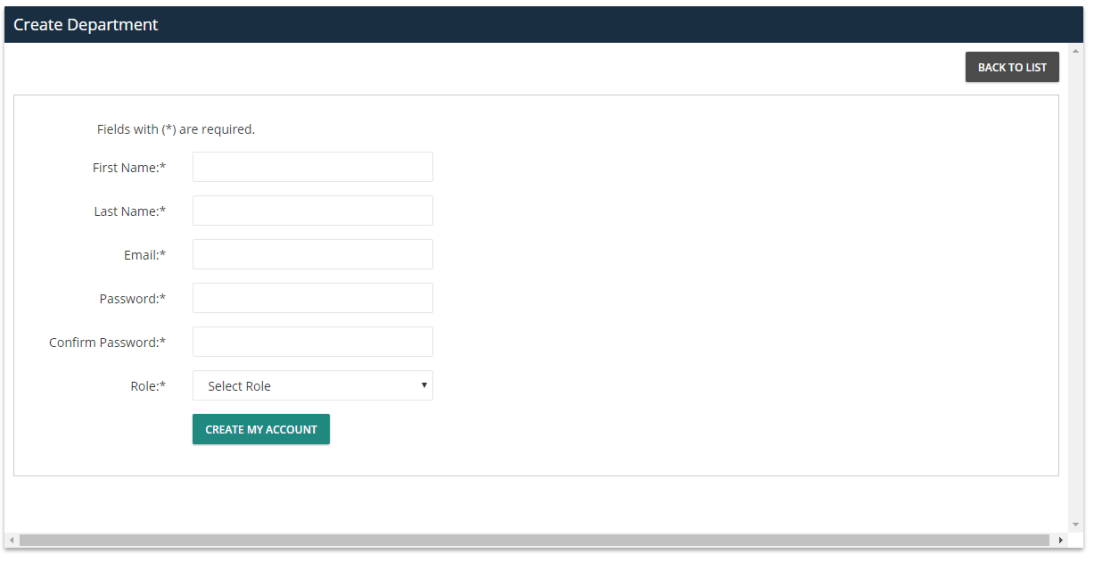 Create Department
BACK TO LIST
Fields with (*) are required.
First Name:*
Last Name:*
Email:*
Password:*
Confirm Password:*
Role:* Select Role
CREATE MY ACCOUNT